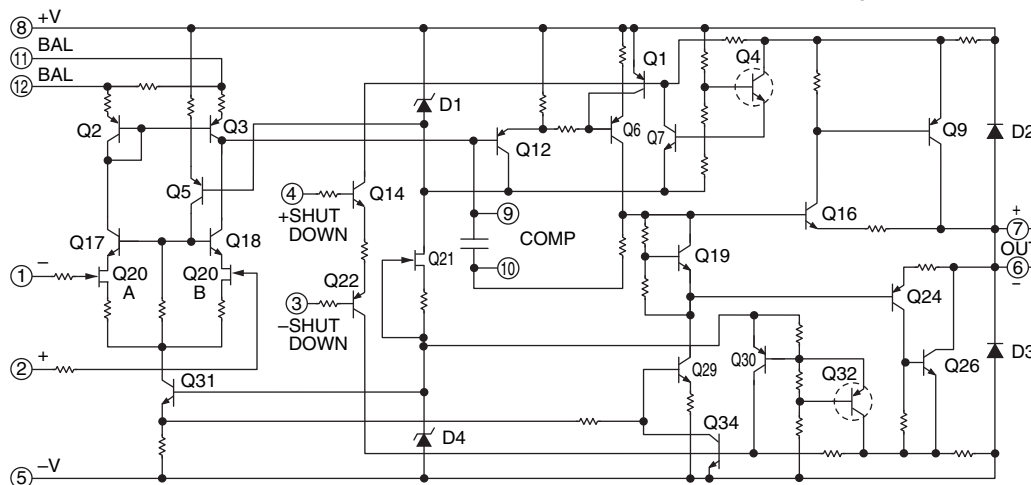 8 +V
11 BAL
12 BAL
Q1
Q4
D1
Q2
Q3
Q6
Q7
Q9
D2
Q12
Q5
4
+SHUT
DOWN
Q14
9
COMP
10
Q16
+
7
OUT
6
−
Q17
Q18
Q19
1 −
Q20
A
Q20
B
Q22
3
−SHUT
DOWN
Q21
Q24
2 +
Q31
Q29
Q30
Q32
Q26
D3
D4
Q34
5 −V